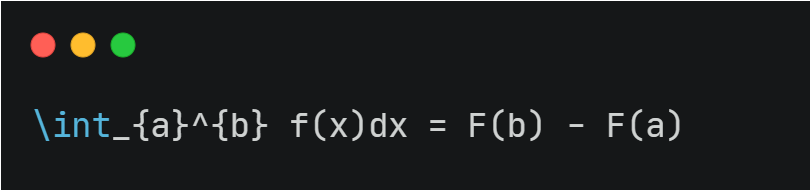 \int_{a}^{b} f(x)dx = F(b) - F(a)